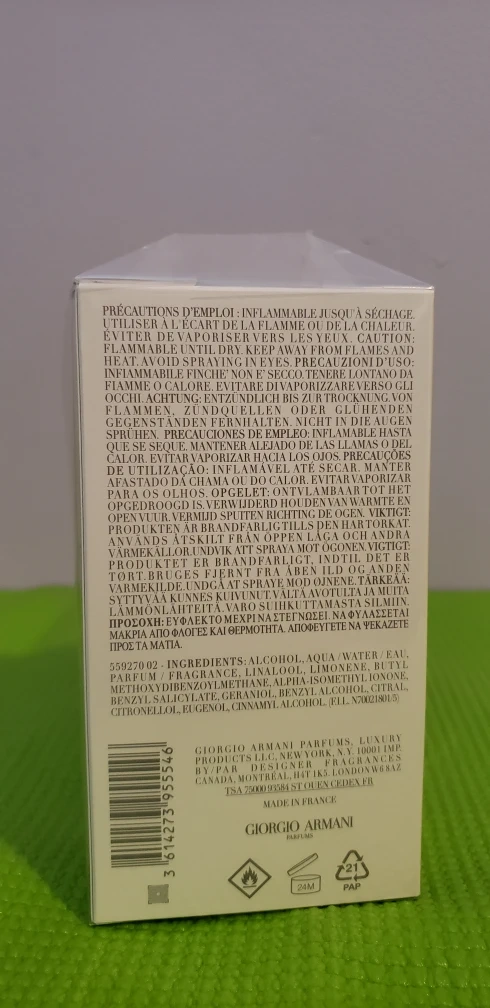 PRÉCAUTIONS D'EMPLOI : INFLAMMABLE JUSQU'À SÉCHAGE.
UTILISER À L'ÉCART DE LA FLAMME OU DE LA CHALEUR.
ÉVITER DE VAPORISER VERS LES YEUX. CAUTION:
FLAMMABLE UNTIL DRY. KEEP AWAY FROM FLAMES AND
HEAT. AVOID SPRAYING IN EYES. PRECAUZIONI D'USO:
INFIAMMABILE FINCHE' NON E' SECCO. TENERE LONTANO DA
FIAMME O CALORE. EVITARE DI VAPORIZZARE VERSO GLI
OCCHI. ACHTUNG: ENTZÜNDLICH BIS ZUR TROCKNUNG. VON
FLAMMEN, ZÜNDQUELLEN ODER GLÜHENDEN
GEGENSTÄNDEN FERNHALTEN. NICHT IN DIE AUGEN
SPRÜHEN. PRECAUCIONES DE EMPLEO: INFLAMABLE HASTA
QUE SE SEQUE. MANTENER ALEJADO DE LAS LLAMAS O DEL
CALOR. EVITAR VAPORIZAR HACIA LOS OJOS. PRECAUÇÕES
DE UTILIZAÇÃO: INFLAMÁVEL ATÉ SECAR. MANTER
AFASTADO DA CHAMA OU DO CALOR. EVITAR VAPORIZAR
PARA OS OLHOS. OPGELET: ONTVLAMBAAR TOT HET
OPGEDROOGD IS. VERWIJDERD HOUDEN VAN WARMTE EN
OPEN VUUR. VERMIJD SPUITEN RICHTING DE OGEN. VIKTIGT:
PRODUKTEN ÄR BRANDFARLIG TILLS DEN HAR TORKAT.
ANVÄNDS ÅTSKILT FRÅN ÖPPEN LÅGA OCH ANDRA
VÄRMEKÄLLOR. UNDVIK ATT SPRAYA MOT ÖGONEN. VIGTIGT:
PRODUKTET ER BRANDFARLIGT, INDTIL DET ER
TØRT. BRUGES FJERNT FRA ÅBEN ILD OG ANDEN
VARMEKILDE. UNDGÅ AT SPRAYE MOD ØJNENE. TÄRKEÄÄ:
SYTTYVÄÄ KUNNES KUIVUNUT. VÄLTÄ AVOTULTA JA MUITA
LÄMMÖNLÄHTEITÄ. VARO SUIHKUTTAMASTA SILMIIN.
ΠΡΟΣΟΧΗ: ΕΥΦΛΕΚΤΟ ΜΕΧΡΙ ΝΑ ΣΤΕΓΝΩΣΕΙ. ΝΑ ΦΥΛΑΣΣΕΤΑΙ
ΜΑΚΡΙΑ ΑΠΟ ΦΛΟΓΕΣ ΚΑΙ ΘΕΡΜΟΤΗΤΑ. ΑΠΟΦΕΥΓΕΤΕ ΝΑ ΨΕΚΑΖΕΤΕ
ΠΡΟΣ ΤΑ ΜΑΤΙΑ.
559270 02 - INGREDIENTS: ALCOHOL, AQUA / WATER / EAU,
PARFUM / FRAGRANCE, LINALOOL, LIMONENE, BUTYL
METHOXYDIBENZOYLMETHANE, ALPHA-ISOMETHYL IONONE,
BENZYL SALICYLATE, GERANIOL, BENZYL ALCOHOL, CITRAL,
CITRONELLOL, EUGENOL, CINNAMYL ALCOHOL. (F.I.L. N70021801/5)
GIORGIO ARMANI PARFUMS, LUXURY
PRODUCTS LLC, NEW YORK, N.Y. 10001 IMP.
BY/PAR DESIGNER FRAGRANCES
CANADA, MONTRÉAL, H4T 1K5. LONDON W6 8AZ
TSA 75000 93584 ST OUEN CEDEX FR
MADE IN FRANCE
GIORGIO ARMANI
PARFUMS
3 614273 955546
24M
21
PAP